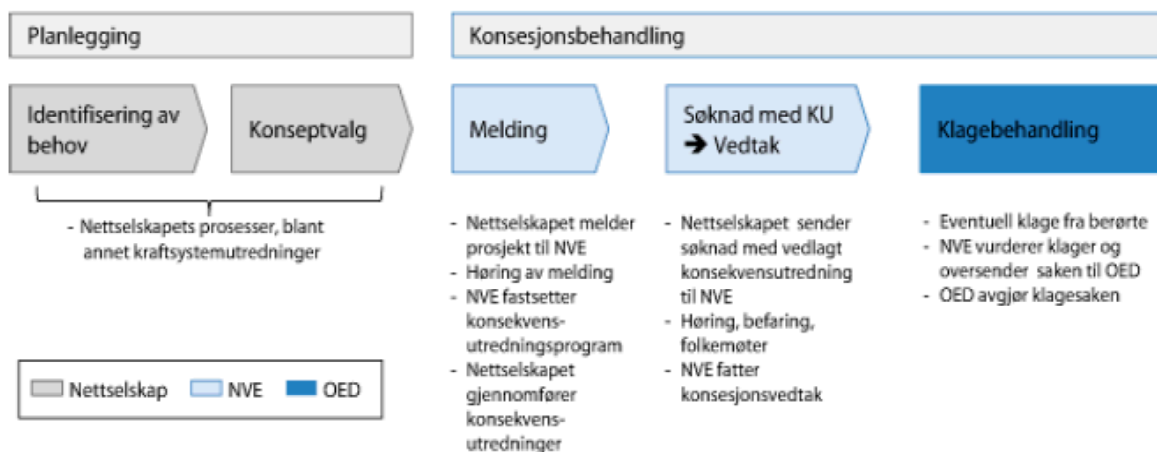 Planlegging
Konsesjonsbehandling
Identifisering av
behov
Konseptvalg
Melding
Søknad med KU
➔ Vedtak
Klagebehandling
- Nettselskapets prosesser, blant
annet kraftsystemutredninger
- Nettselskapet melder
prosjekt til NVE
- Høring av melding
- NVE fastsetter
konsekvens-
utredningsprogram
- Nettselskapet
gjennomfører
konsekvens-
utredninger
- Nettselskapet sender
søknad med vedlagt
konsekvensutredning
til NVE
- Høring, befaring,
folkemøter
- NVE fatter
konsesjonsvedtak
- Eventuell klage fra berørte
- NVE vurderer klager og
oversender saken til OED
- OED avgjør klagesaken
Nettselskap NVE OED